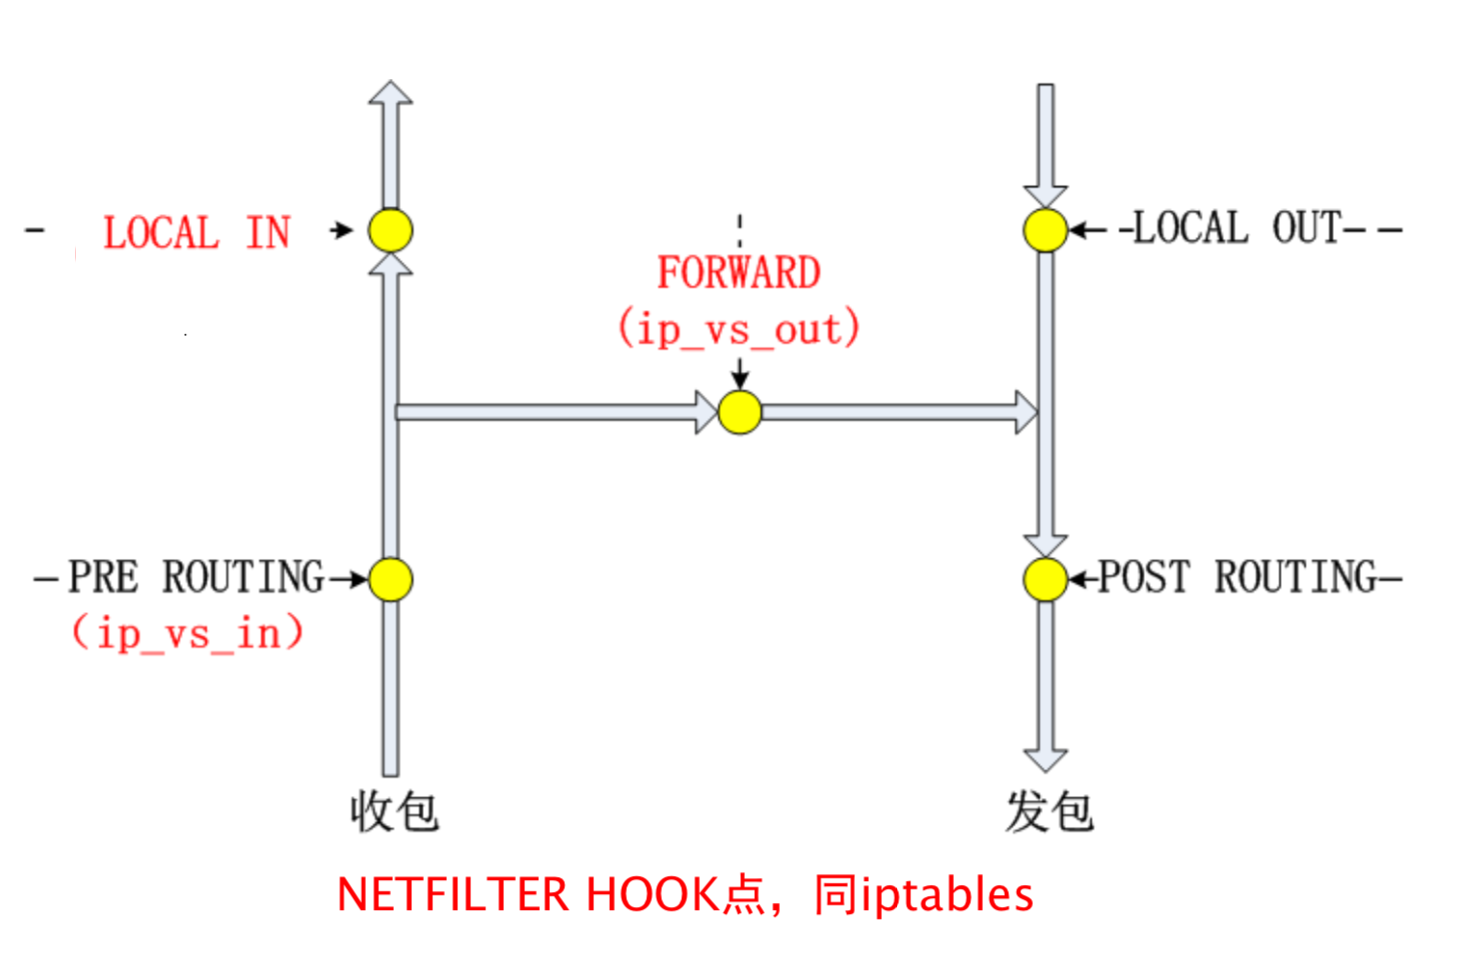 LOCAL IN
LOCAL OUT
FORWARD
(ip_vs_out)
PRE ROUTING
(ip_vs_in)
POST ROUTING
收包
发包
NETFILTER HOOK点，同iptables